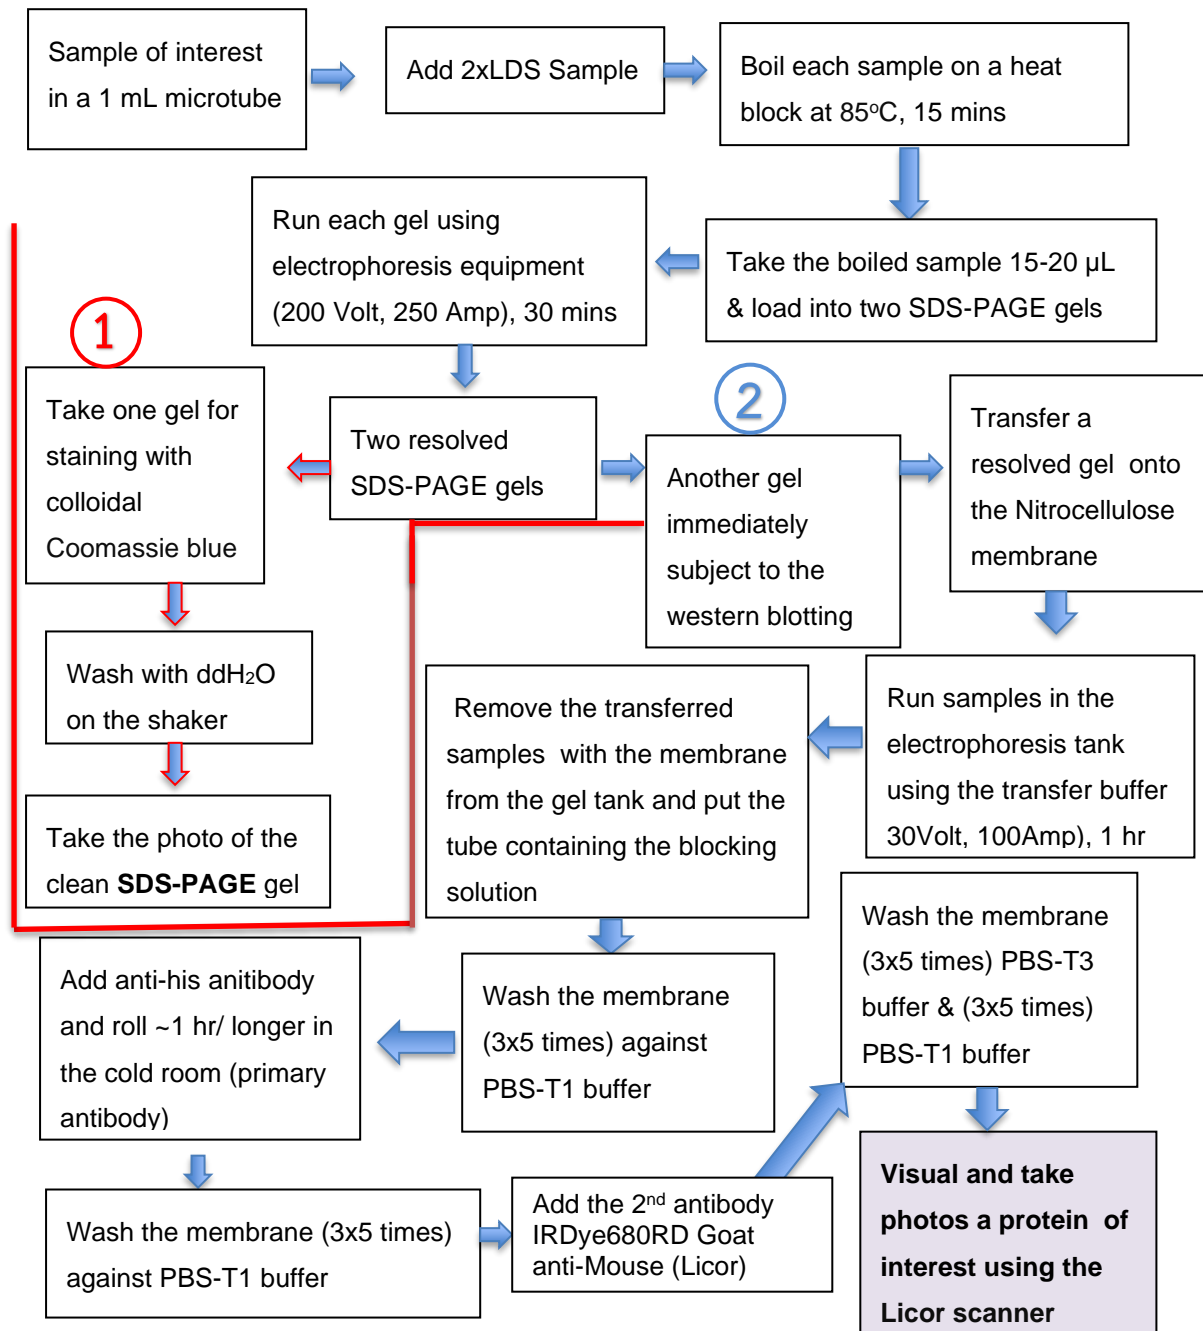 Sample of interest
in a 1 mL microtube
Add 2xLDS Sample
Boil each sample on a heat
block at 85oC, 15 mins
Take the boiled sample 15-20 µL
& load into two SDS-PAGE gels
Run each gel using
electrophoresis equipment
(200 Volt, 250 Amp), 30 mins
Two resolved
SDS-PAGE gels
1
Take one gel for
staining with
colloidal
Coomassie blue
Wash with ddH2O
on the shaker
Take the photo of the
clean SDS-PAGE gel
2
Another gel
immediately
subject to the
western blotting
Transfer a
resolved gel onto
the Nitrocellulose
membrane
Run samples in the
electrophoresis tank
using the transfer buffer
30Volt, 100Amp), 1 hr
Remove the transferred
samples with the membrane
from the gel tank and put the
tube containing the blocking
solution
Wash the membrane
(3x5 times) against
PBS-T1 buffer
Add anti-his anitibody
and roll ~1 hr/ longer in
the cold room (primary
antibody)
Wash the membrane (3x5 times)
against PBS-T1 buffer
Add the 2nd antibody
IRDye680RD Goat
anti-Mouse (Licor)
Wash the membrane
(3x5 times) PBS-T3
buffer & (3x5 times)
PBS-T1 buffer
Visual and take
photos a protein of
interest using the
Licor scanner